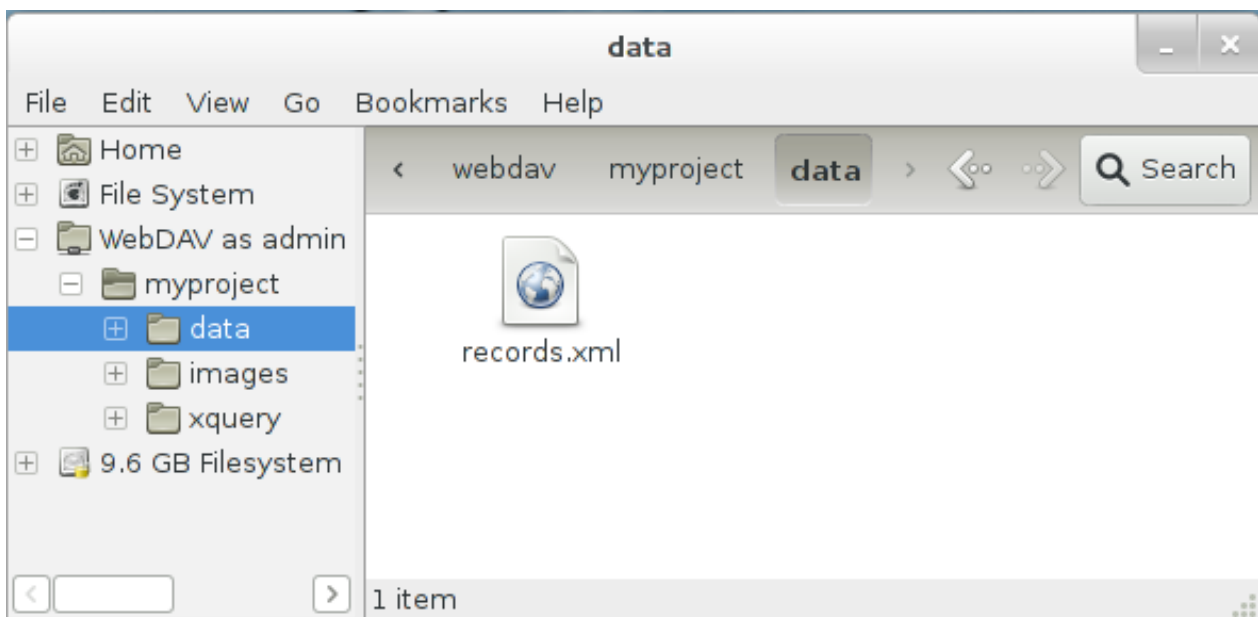 data
File Edit View Go Bookmarks Help
Home
File System
WebDAV as admin
myproject
data
images
xquery
9.6 GB Filesystem
webdav myproject data Search
records.xml
1 item